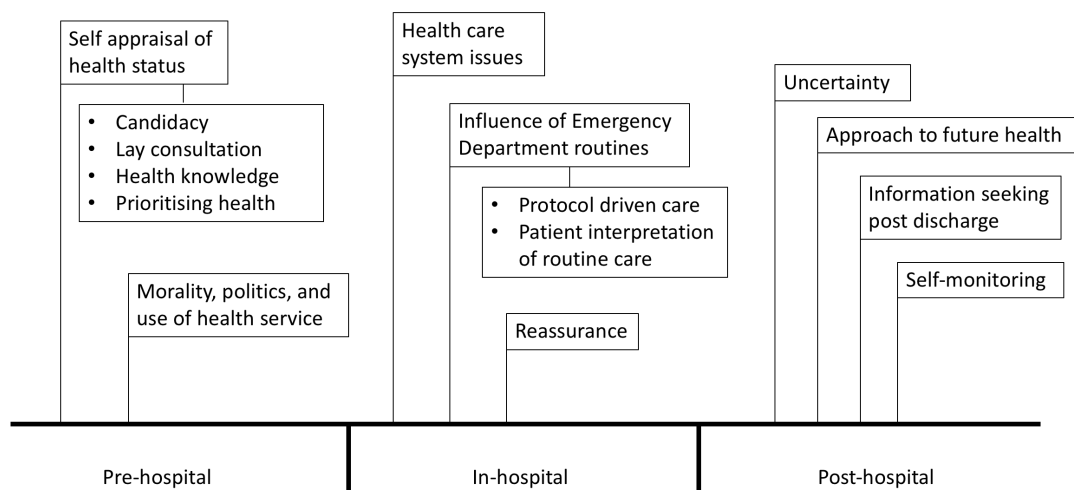 Self appraisal of
health status
• Candidacy
• Lay consultation
• Health knowledge
• Prioritising health
Morality, politics, and
use of health service
Health care
system issues
Influence of Emergency
Department routines
• Protocol driven care
• Patient interpretation
of routine care
Reassurance
Uncertainty
Approach to future health
Information seeking
post discharge
Self-monitoring
Pre-hospital
In-hospital
Post-hospital